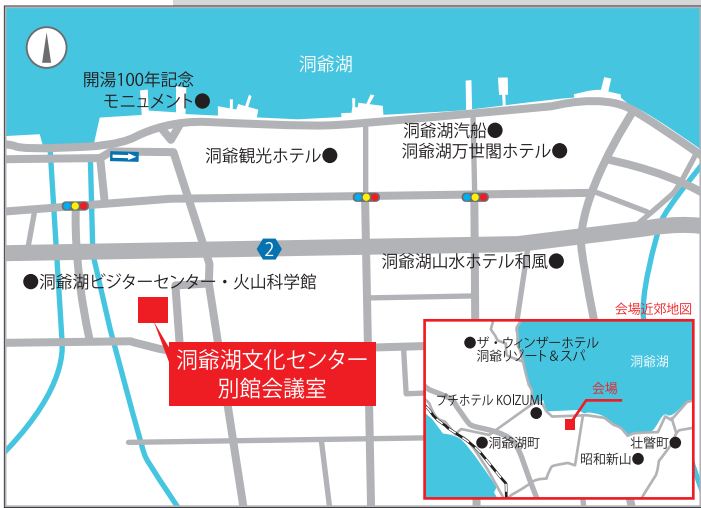 洞爺湖
開湯100年記念
モニュメント
洞爺湖汽船
洞爺観光ホテル
洞爺湖万世閣ホテル
2
洞爺湖山水ホテル和風
洞爺湖ビジターセンター・火山科学館
会場近郊地図
洞爺湖文化センター
別館会議室
ザ・ウィンザーホテル
洞爺リゾート＆スパ
洞爺湖
会場
プチホテル KOIZUMI
洞爺湖町
壮瞥町
昭和新山